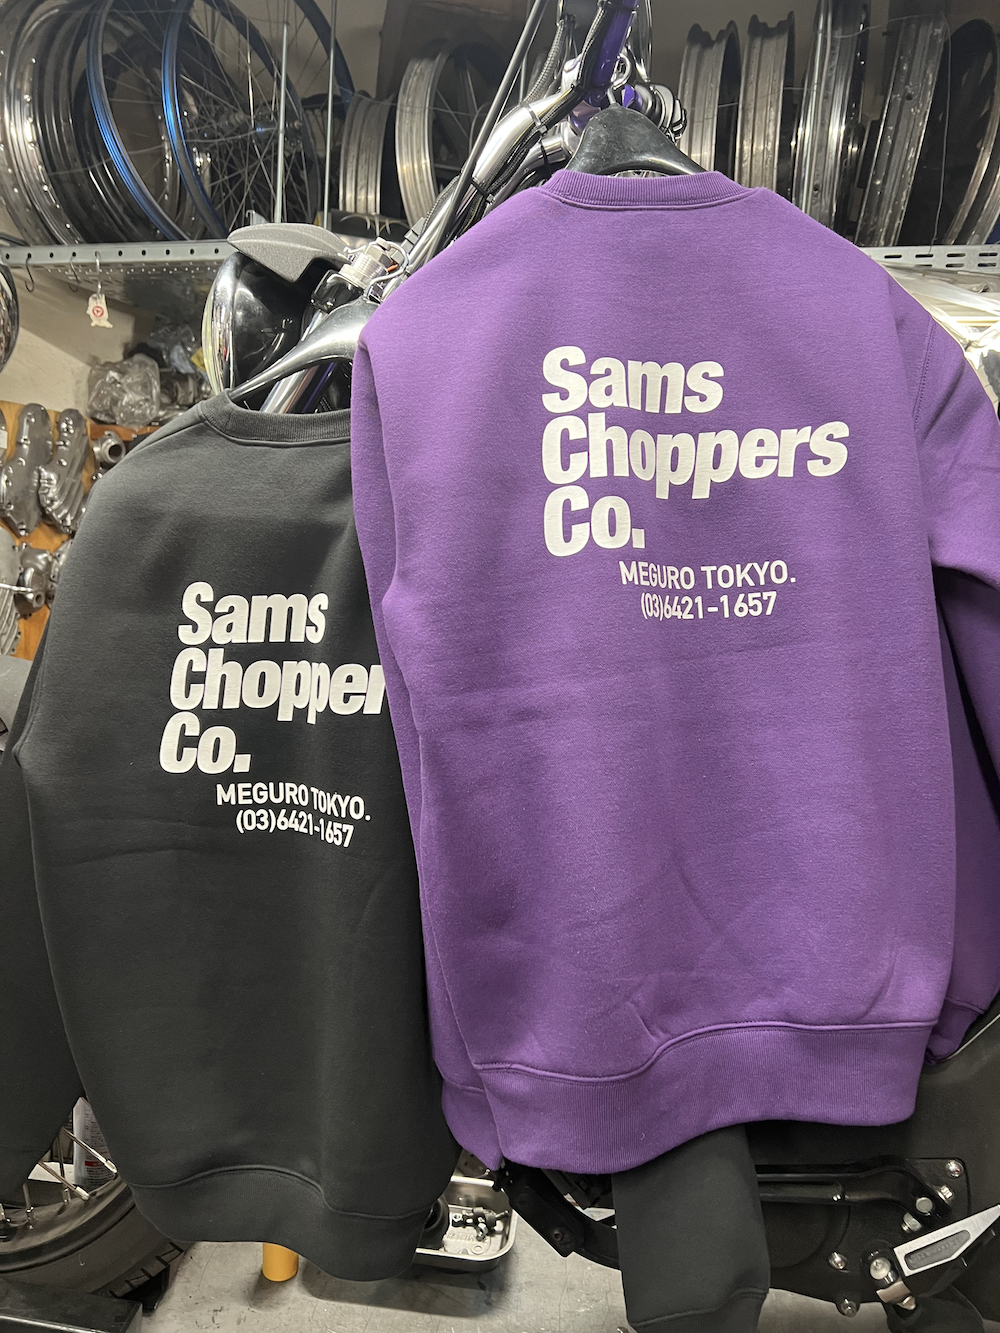 Sams
Chopper
Co.
MEGURO TOKYO.
(03)6421-1657
Sams
Choppers
Co.
MEGURO TOKYO.
(03)6421-1657